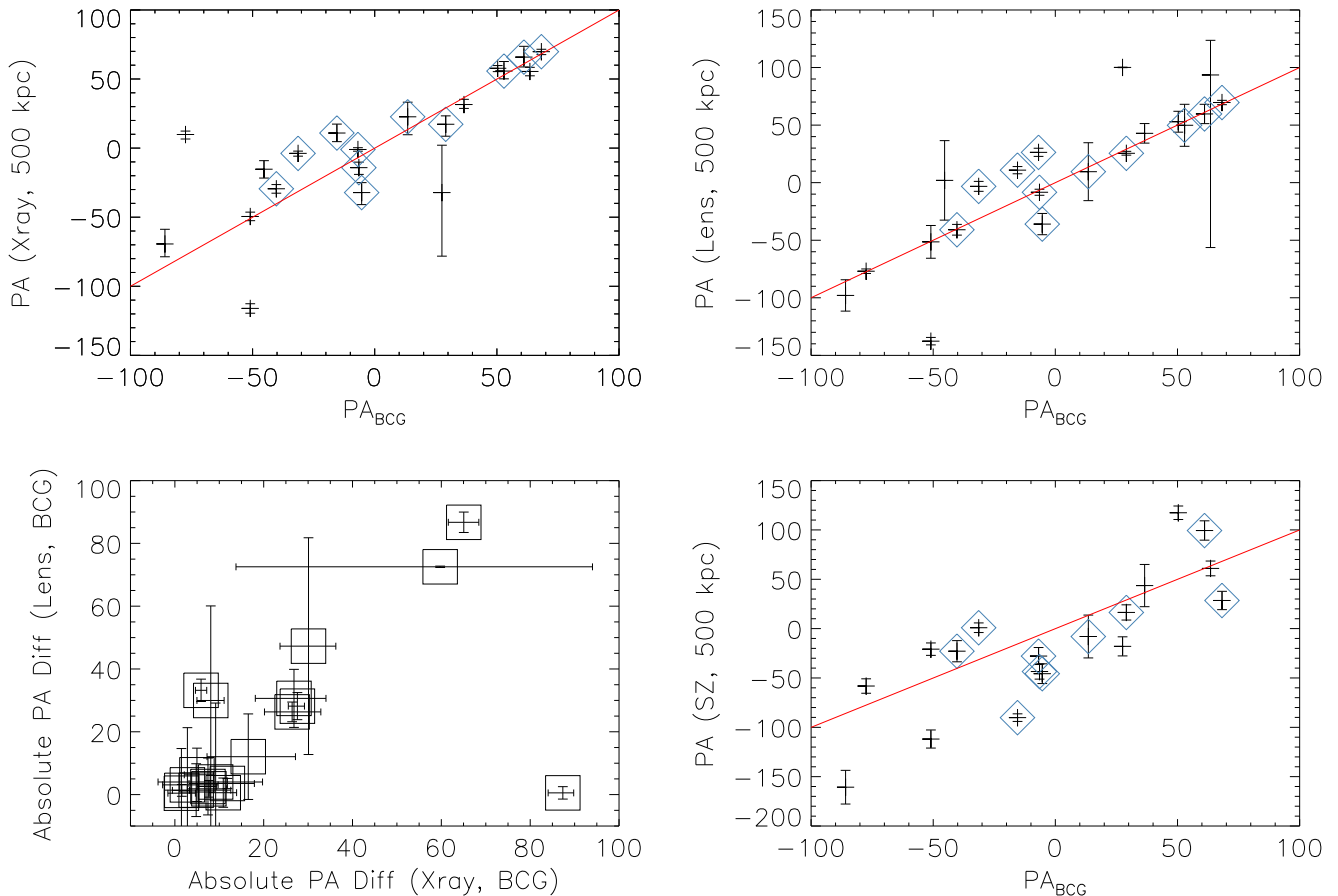 100
50
0
−50
−100
−150
PA (Xray, 500 kpc)
−100 −50 0 50 100
PA_BCG
150
100
50
0
−50
−100
−150
PA (Lens, 500 kpc)
−100 −50 0 50 100
PA_BCG
100
80
60
40
20
0
Absolute PA Diff (Lens, BCG)
0 20 40 60 80 100
Absolute PA Diff (Xray, BCG)
150
100
50
0
−50
−100
−150
−200
PA (SZ, 500 kpc)
−100 −50 0 50 100
PA_BCG